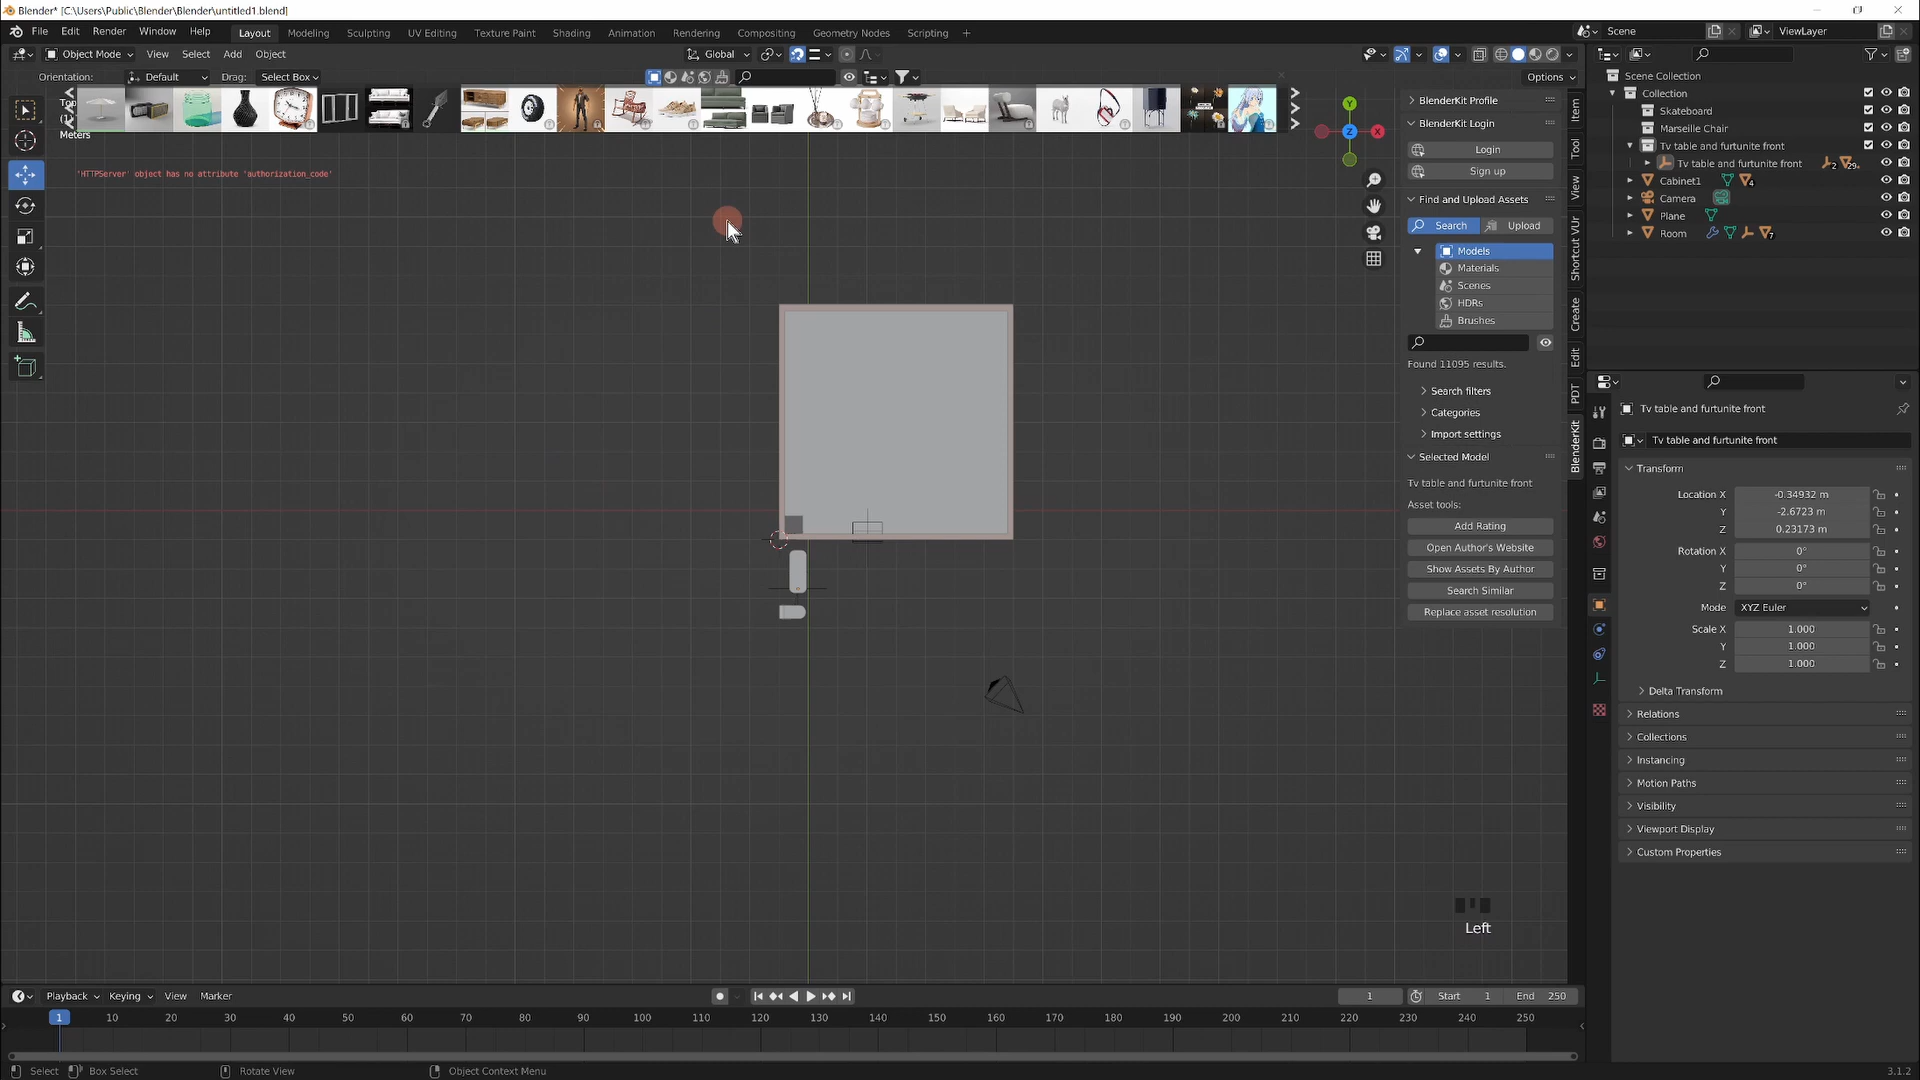 Blender* [C:\Users\Public\Blender\Blender\untitled1.blend]
File Edit Render Window Help Layout Modeling Sculpting UV Editing Texture Paint Shading Animation Rendering Compositing Geometry Nodes Scripting + Scene ViewLayer
Object Mode View Select Add Object Global
Orientation: Default Drag: Select Box Options
Top
(1)
Meters
'HTTPServer' object has no attribute 'authorization_code'
Y
Z X
BlenderKit Profile
BlenderKit Login
Login
Sign up
Find and Upload Assets
Search Upload
Models
Materials
Scenes
HDRs
Brushes
Found 11095 results.
Search filters
Categories
Import settings
Selected Model
Tv table and furtunite front
Asset tools:
Add Rating
Open Author's Website
Show Assets By Author
Search Similar
Replace asset resolution
Item
Tool
View
Shortcut VUr
Create
Edit
PDT
BlenderKit
Scene Collection
Collection
Skateboard
Marseille Chair
Tv table and furtunite front
Tv table and furtunite front 2 29
Cabinet1 4
Camera
Plane
Room 7
Tv table and furtunite front
Tv table and furtunite front
Transform
Location X -0.34932 m
Y -2.6723 m
Z 0.23173 m
Rotation X 0°
Y 0°
Z 0°
Mode XYZ Euler
Scale X 1.000
Y 1.000
Z 1.000
Delta Transform
Relations
Collections
Instancing
Motion Paths
Visibility
Viewport Display
Custom Properties
Left
Playback Keying View Marker 1 Start 1 End 250
1 10 20 30 40 50 60 70 80 90 100 110 120 130 140 150 160 170 180 190 200 210 220 230 240 250
Select Box Select Rotate View Object Context Menu 3.1.2